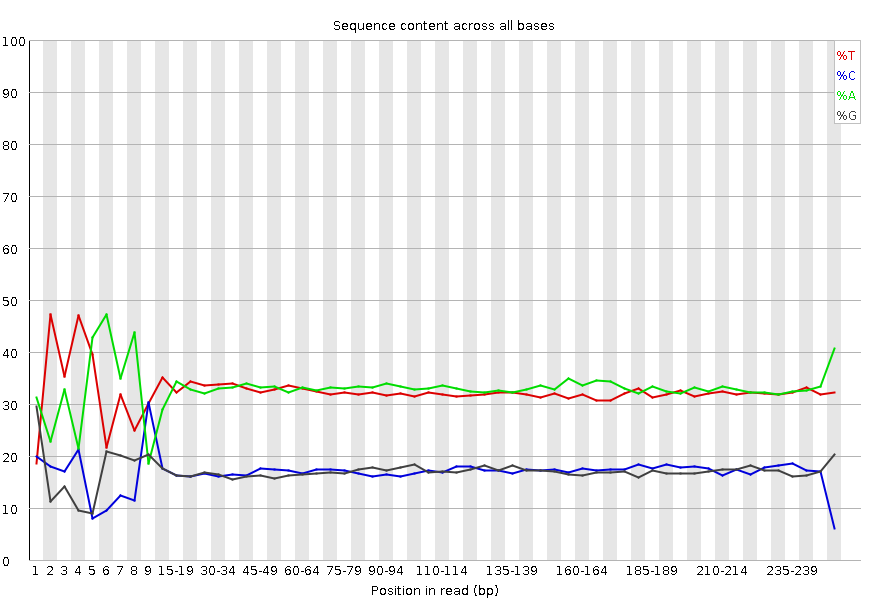 Sequence content across all bases
100
90
80
70
60
50
40
30
20
10
0
%T
%C
%A
%G
1 2 3 4 5 6 7 8 9 15-19 30-34 45-49 60-64 75-79 90-94 110-114 135-139 160-164 185-189 210-214 235-239
Position in read (bp)